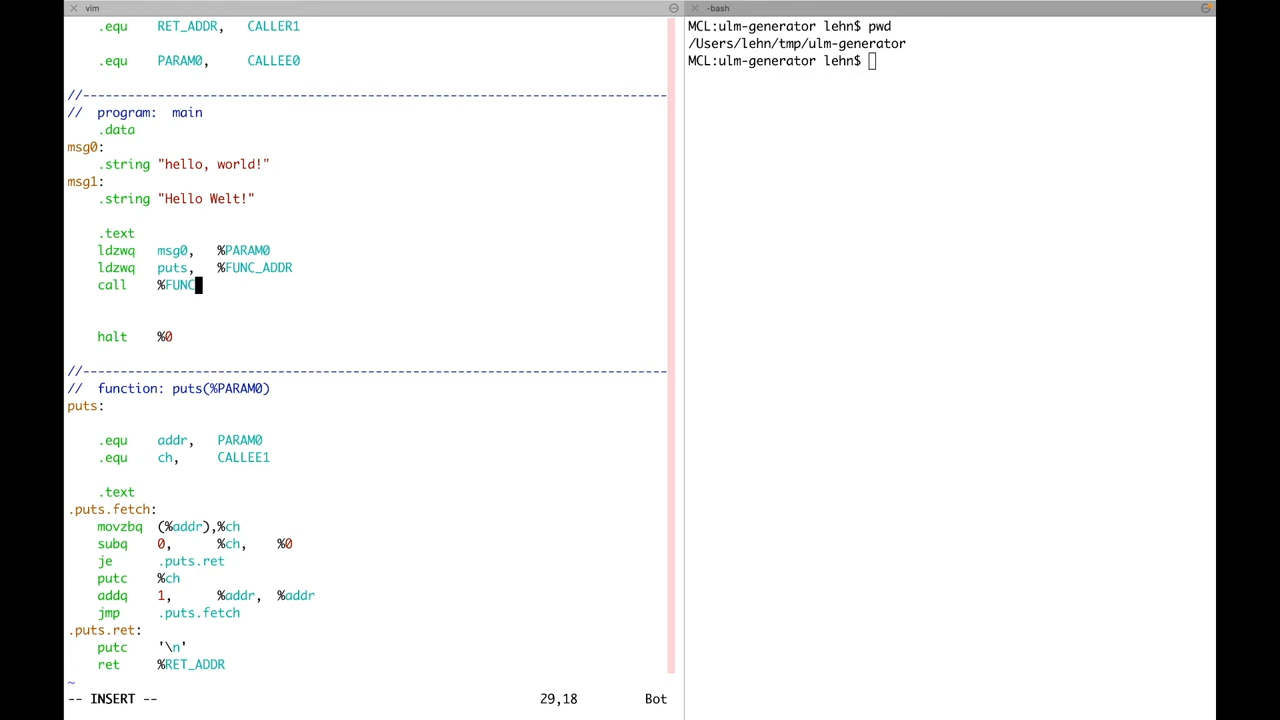 vim
.equ RET_ADDR, CALLER1
.equ PARAM0, CALLEE0
//------------------------------------------------------------------------------
// program: main
.data
msg0:
.string "hello, world!"
msg1:
.string "Hello Welt!"
.text
ldzwq msg0, %PARAM0
ldzwq puts, %FUNC_ADDR
call %FUNC
halt %0
//------------------------------------------------------------------------------
// function: puts(%PARAM0)
puts:
.equ addr, PARAM0
.equ ch, CALLEE1
.text
.puts.fetch:
movzbq (%addr),%ch
subq 0, %ch, %0
je .puts.ret
putc %ch
addq 1, %addr, %addr
jmp .puts.fetch
.puts.ret:
putc '\n'
ret %RET_ADDR
~
-- INSERT -- 29,18 Bot
-bash
MCL:ulm-generator lehn$ pwd
/Users/lehn/tmp/ulm-generator
MCL:ulm-generator lehn$